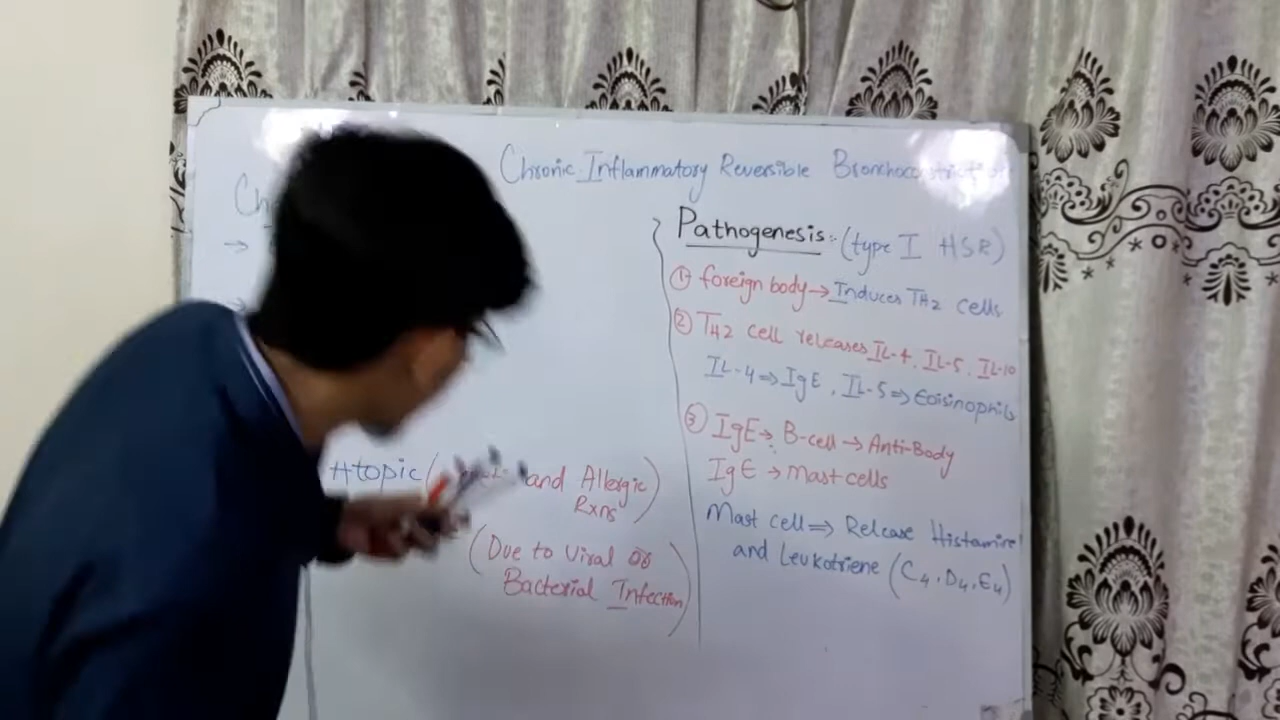 Chronic Inflammatory Reversible Bronchoconstriction
Ch
→
Atopic ( and Allergic
Rxns )
(Due to Viral or
Bacterial Infection)
Pathogenesis:- (type I HSR)
① foreign body → Induces TH2 cells
② TH2 cell releases IL-4, IL-5, IL-10
IL-4 ⇒ IgE, IL-5 ⇒ Eoisinophils
③ IgE → B-cell → Anti-Body
IgE → Mast cells
Mast cell ⇒ Release Histamine
and Leukotriene (C4, D4, E4)